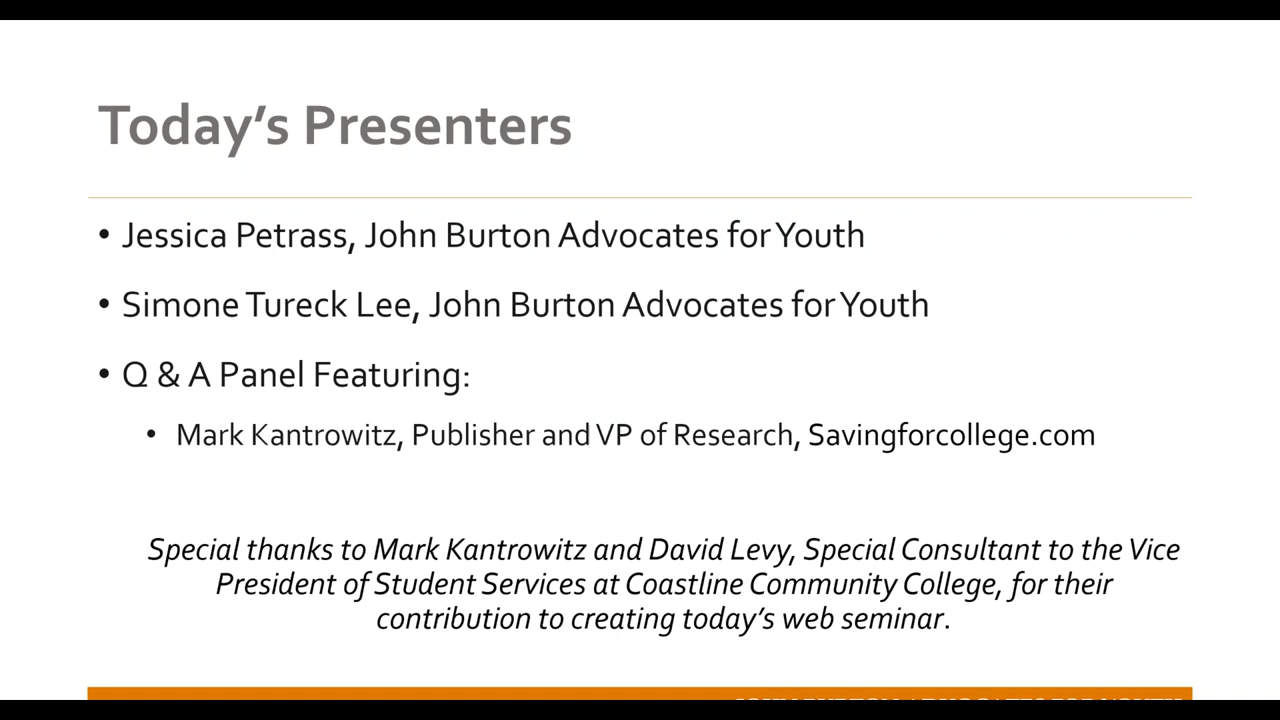 Today's Presenters
• Jessica Petrass, John Burton Advocates for Youth
• Simone Tureck Lee, John Burton Advocates for Youth
• Q & A Panel Featuring:
• Mark Kantrowitz, Publisher and VP of Research, Savingforcollege.com
Special thanks to Mark Kantrowitz and David Levy, Special Consultant to the Vice
President of Student Services at Coastline Community College, for their
contribution to creating today's web seminar.